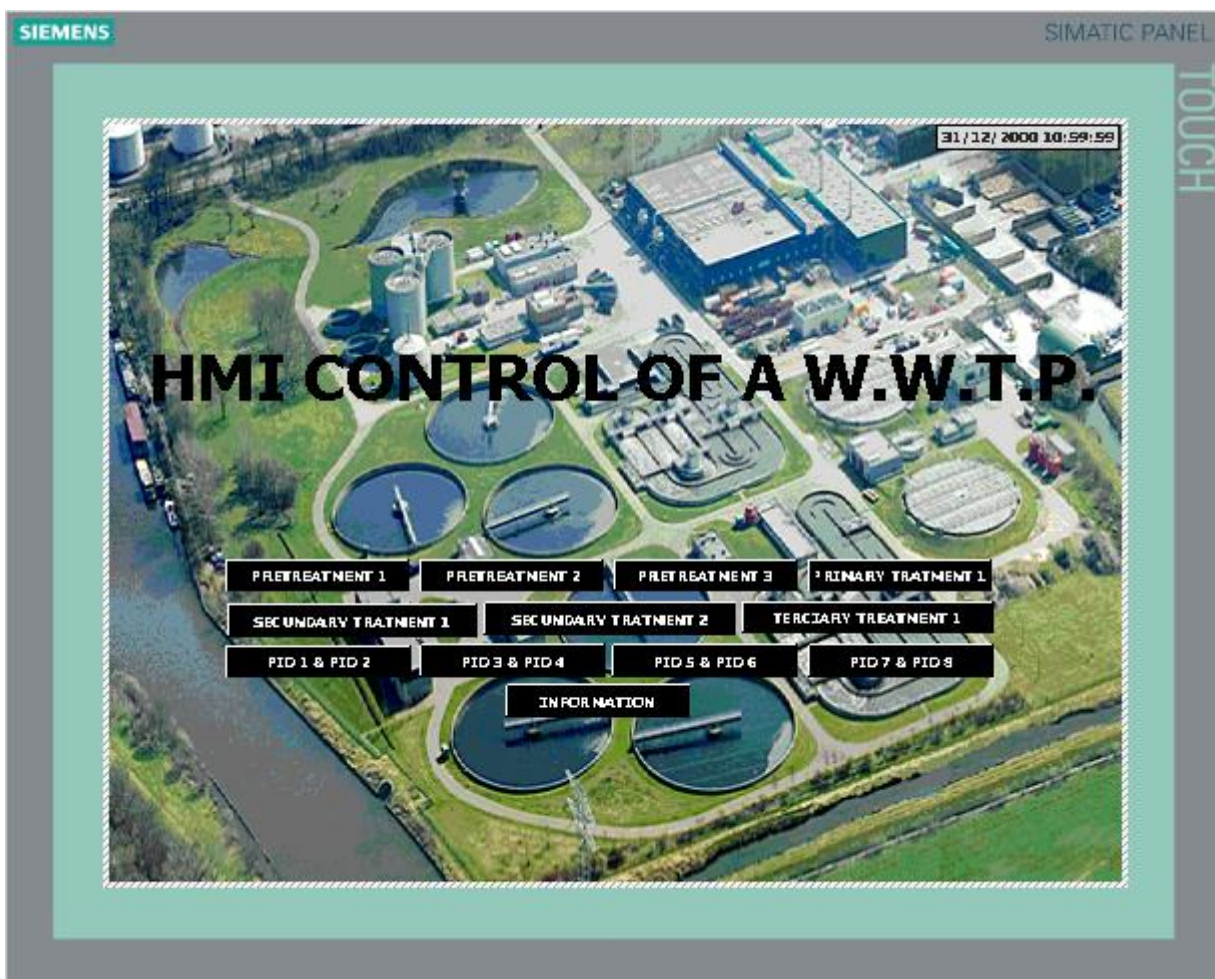 SIEMENS
SIMATIC PANEL
TOUCH
31/12/2000 10:59:59
HMI CONTROL OF A W.W.T.P.
PRETREATMENT 1 PRETREATMENT 2 PRETREATMENT 3 PRIMARY TRATMENT 1
SECUNDARY TRATMENT 1 SECUNDARY TRATMENT 2 TERCIARY TREATMENT 1
PID 1 & PID 2 PID 3 & PID 4 PID 5 & PID 6 PID 7 & PID 8
INFORMATION